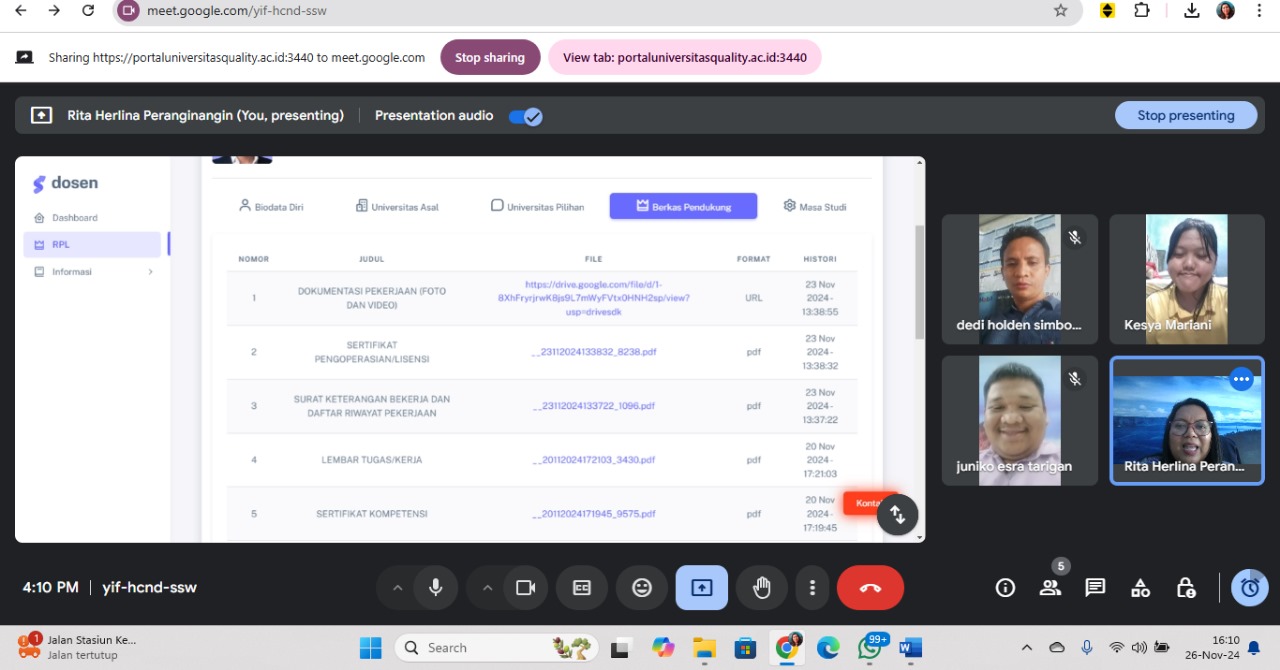 meet.google.com/yif-hcnd-ssw
Sharing https://portaluniversitasquality.ac.id:3440 to meet.google.com
Stop sharing
View tab: portaluniversitasquality.ac.id:3440
Rita Herlina Peranginangin (You, presenting)
Presentation audio
Stop presenting
dosen
Dashboard
RPL
Informasi
Biodata Diri
Universitas Asal
Universitas Pilihan
Berkas Pendukung
Masa Studi
NOMOR JUDUL FILE FORMAT HISTORI
1
DOKUMENTASI PEKERJAAN (FOTO
DAN VIDEO)
https://drive.google.com/file/d/1-
8XhFryrjrwK8js9L7mWyFVtx0HNH2sp/view?
usp=drivesdk
URL
23 Nov
2024-
13:38:55
2
SERTIFIKAT
PENGOPERASIAN/LISENSI
__23112024133832_8238.pdf
pdf
23 Nov
2024-
13:38:32
3
SURAT KETERANGAN BEKERJA DAN
DAFTAR RIWAYAT PEKERJAAN
__23112024133722_1096.pdf
pdf
23 Nov
2024-
13:37:22
4
LEMBAR TUGAS/KERJA
__20112024172103_3430.pdf
pdf
20 Nov
2024-
17:21:03
5
SERTIFIKAT KOMPETENSI
__20112024171945_9575.pdf
pdf
20 Nov
2024-
17:19:45
dedi holden simbo...
Kesya Mariani
juniko esra tarigan
Rita Herlina Peran...
4:10 PM | yif-hcnd-ssw
CC
5
1
Jalan Stasiun Ke...
Jalan tertutup
Search
99+
16:10
26-Nov-24